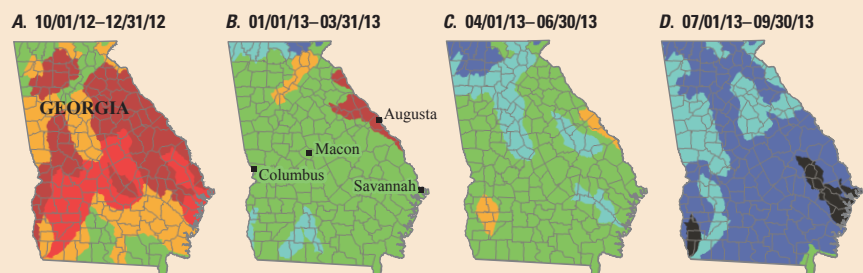 A. 10/01/12–12/31/12
B. 01/01/13–03/31/13
C. 04/01/13–06/30/13
D. 07/01/13–09/30/13
GEORGIA
Augusta
Macon
Columbus
Savannah